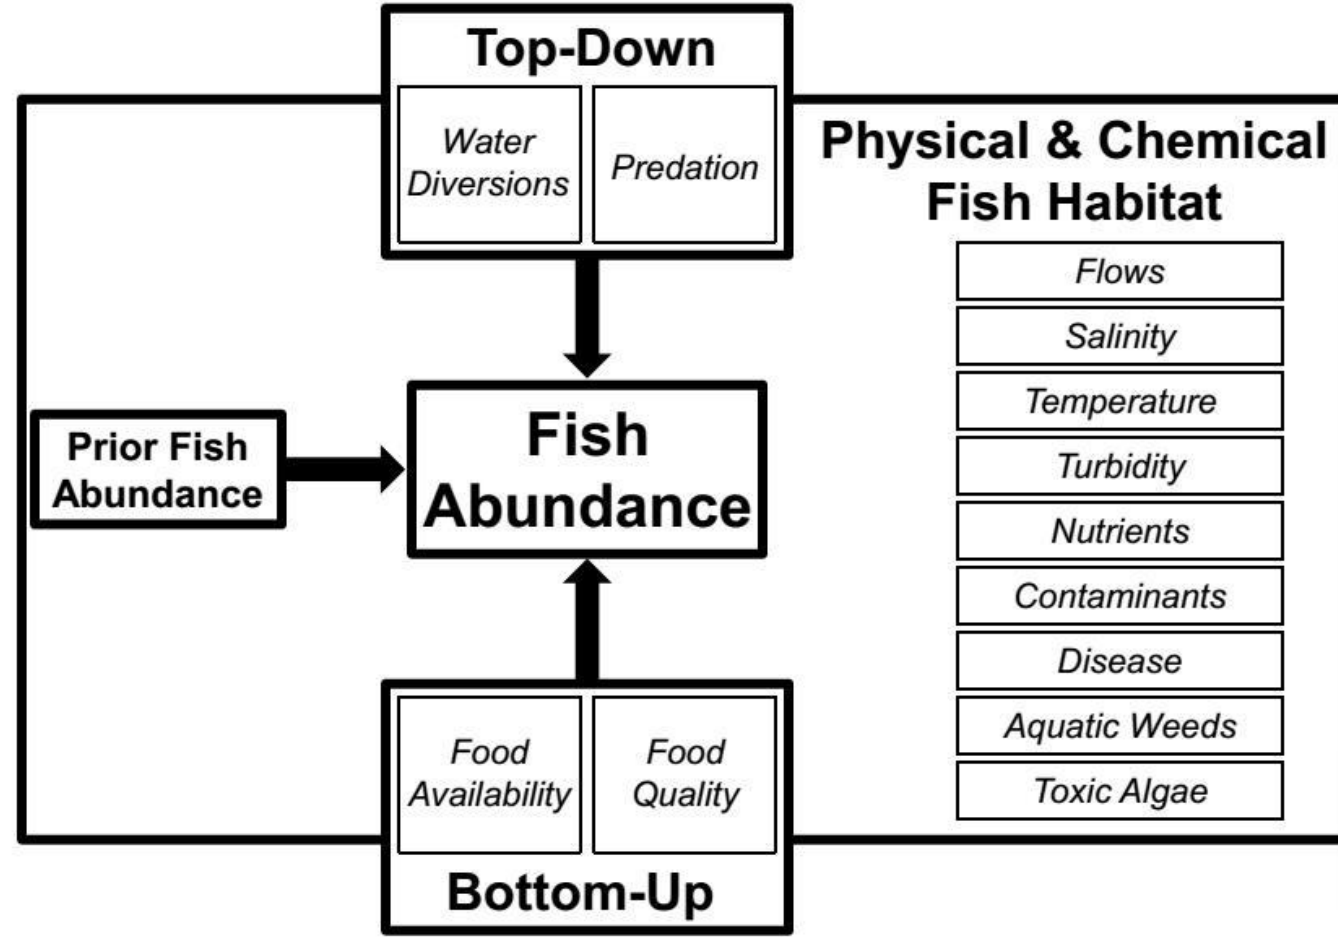 Top-Down
Water
Diversions
Predation
Physical & Chemical
Fish Habitat
Flows
Salinity
Temperature
Turbidity
Nutrients
Contaminants
Disease
Aquatic Weeds
Toxic Algae
Prior Fish
Abundance
Fish
Abundance
Food
Availability
Food
Quality
Bottom-Up